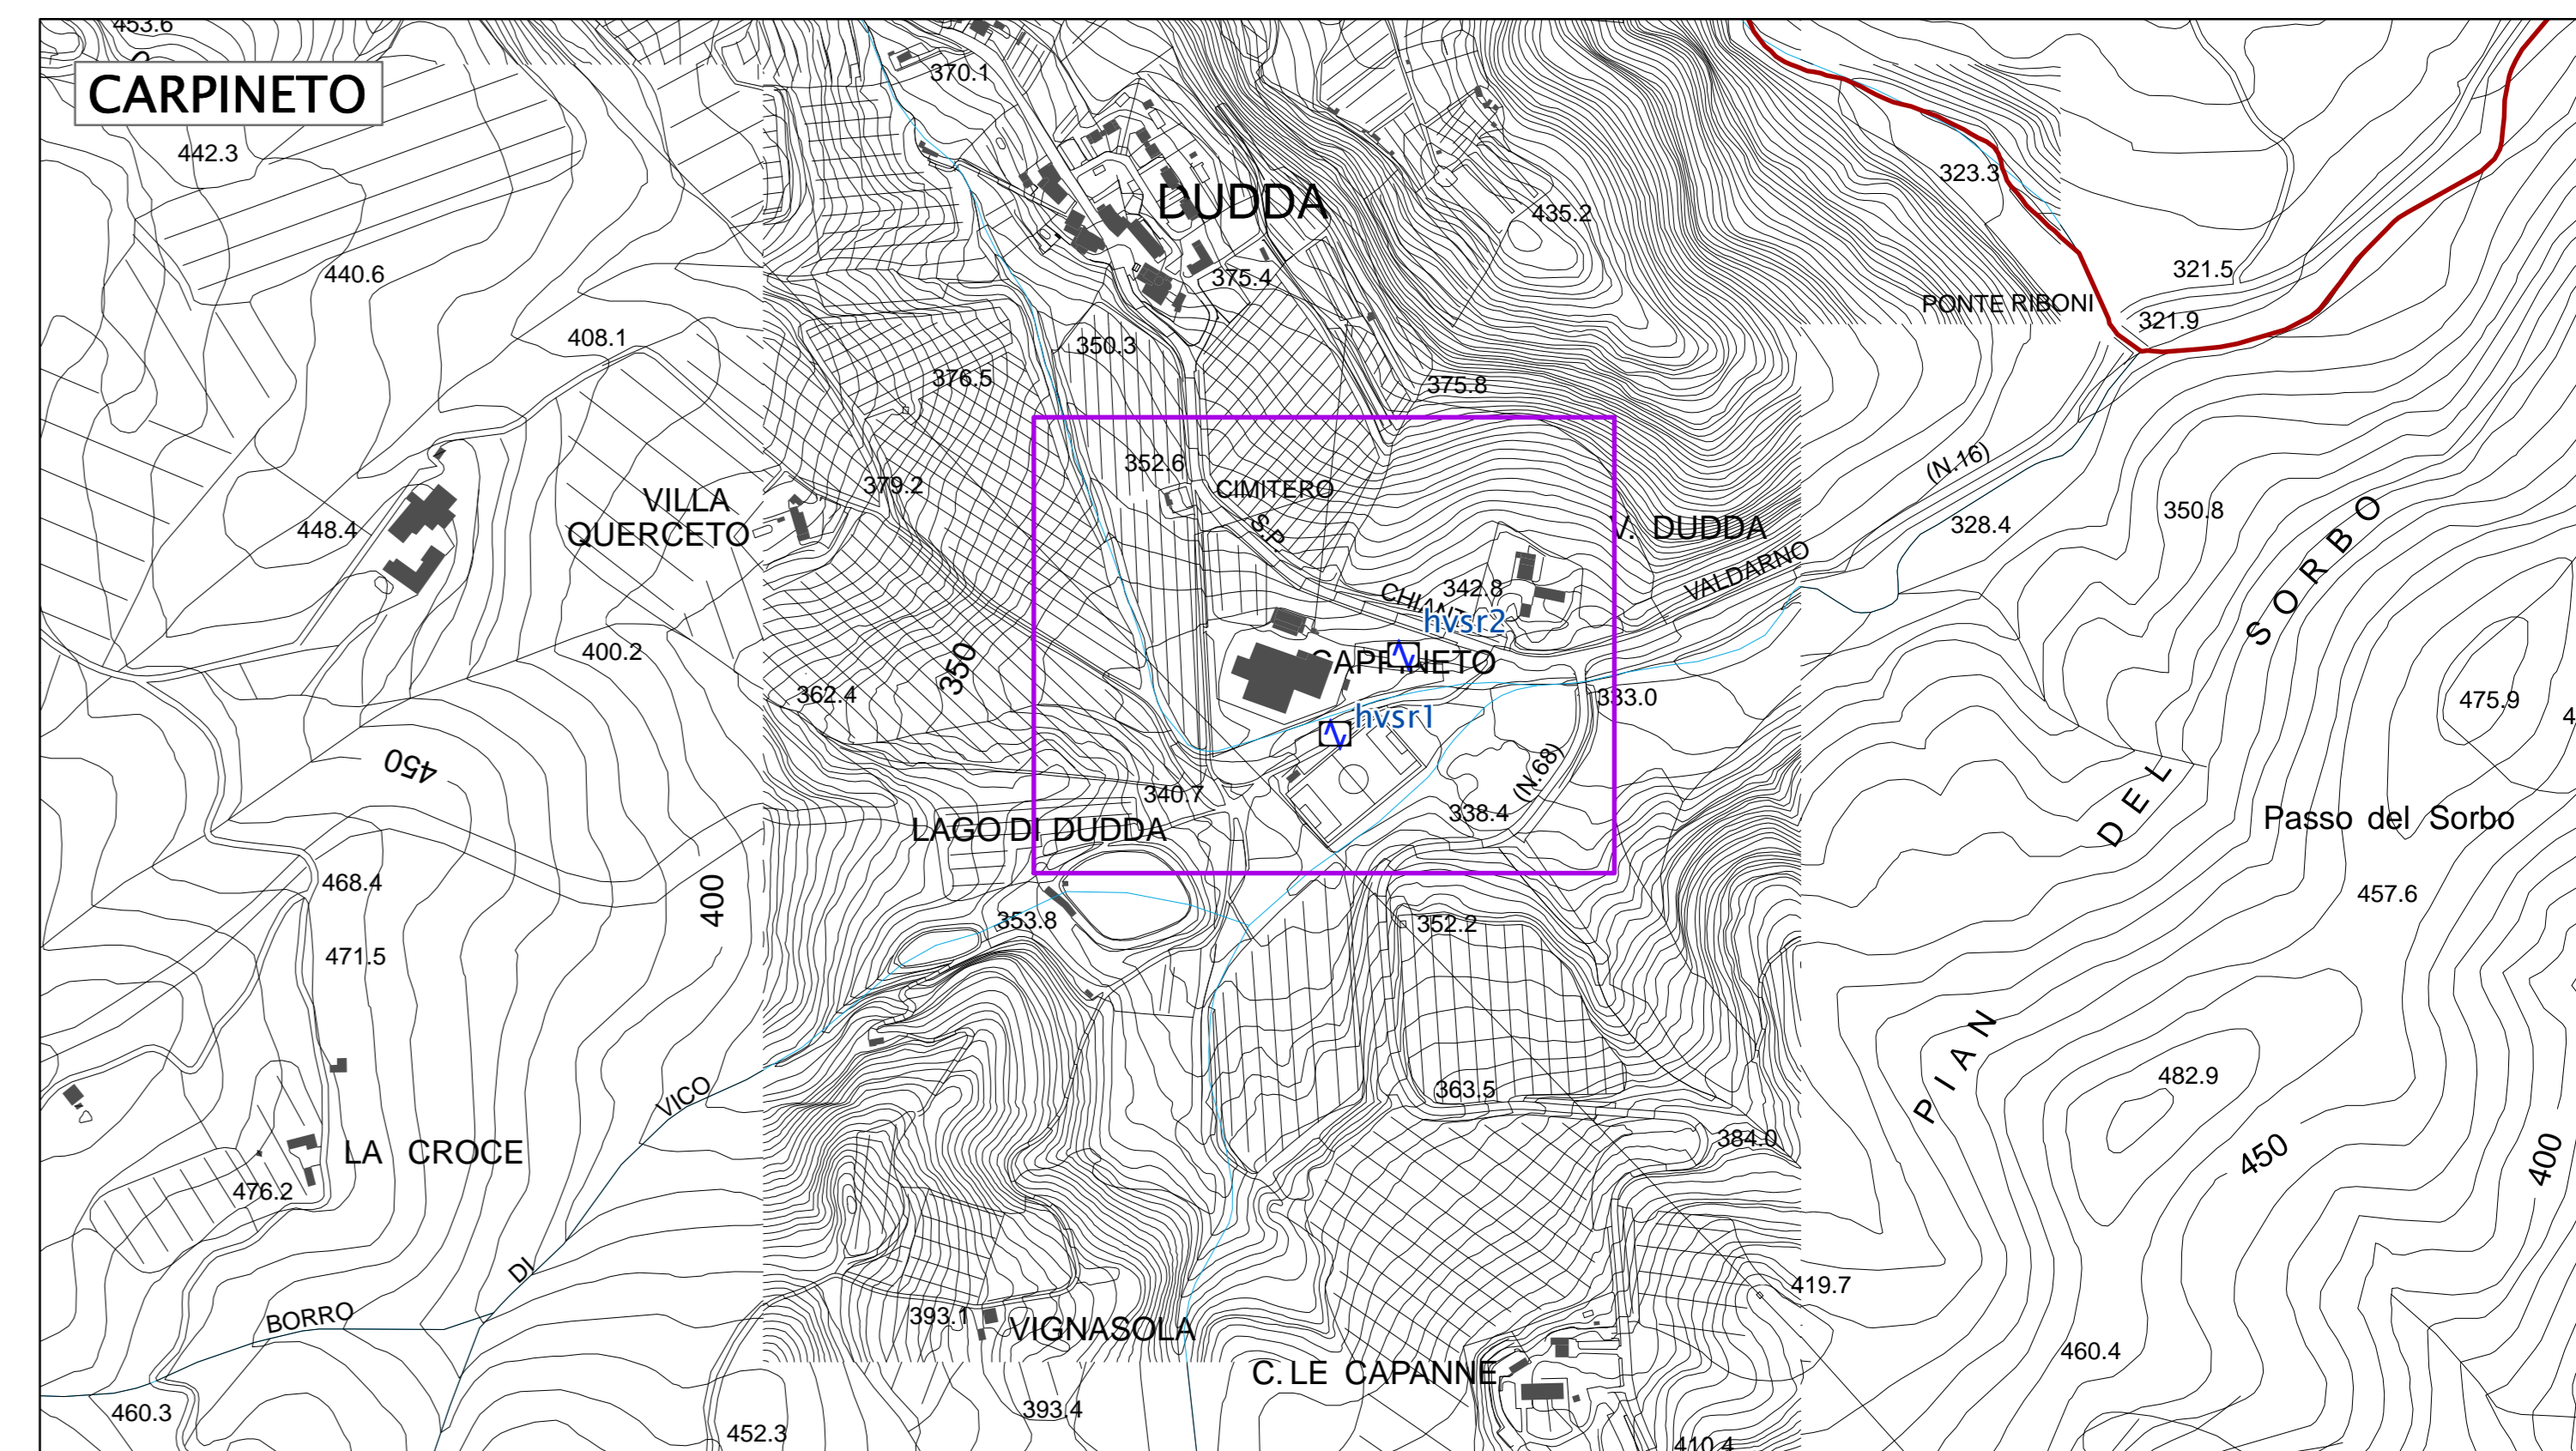 453.6
CARPINETO
370.1
442.3
323.3
DUDDA
435.2
440.6
375.4
321.5
PONTE RIBONI
321.9
408.1
350.3
376.5
375.8
352.6
(N.16)
379.2
CIMITERO
VILLA
QUERCETO
350.8
448.4
S.P.
V. DUDDA
328.4
VALDARNO
342.8
hvsr2
400.2
350
362.4
333.0
475.9
hvsr1
450
(N.68)
340.7
338.4
LAGO DI DUDDA
PIAN DEL SORBO
Passo del Sorbo
468.4
400
353.8
352.2
457.6
471.5
482.9
363.5
VICO
384.0
LA CROCE
450
400
476.2
DI
419.7
BORRO
393.1
VIGNASOLA
460.4
C. LE CAPANNE
460.3
393.4
452.3
410.4